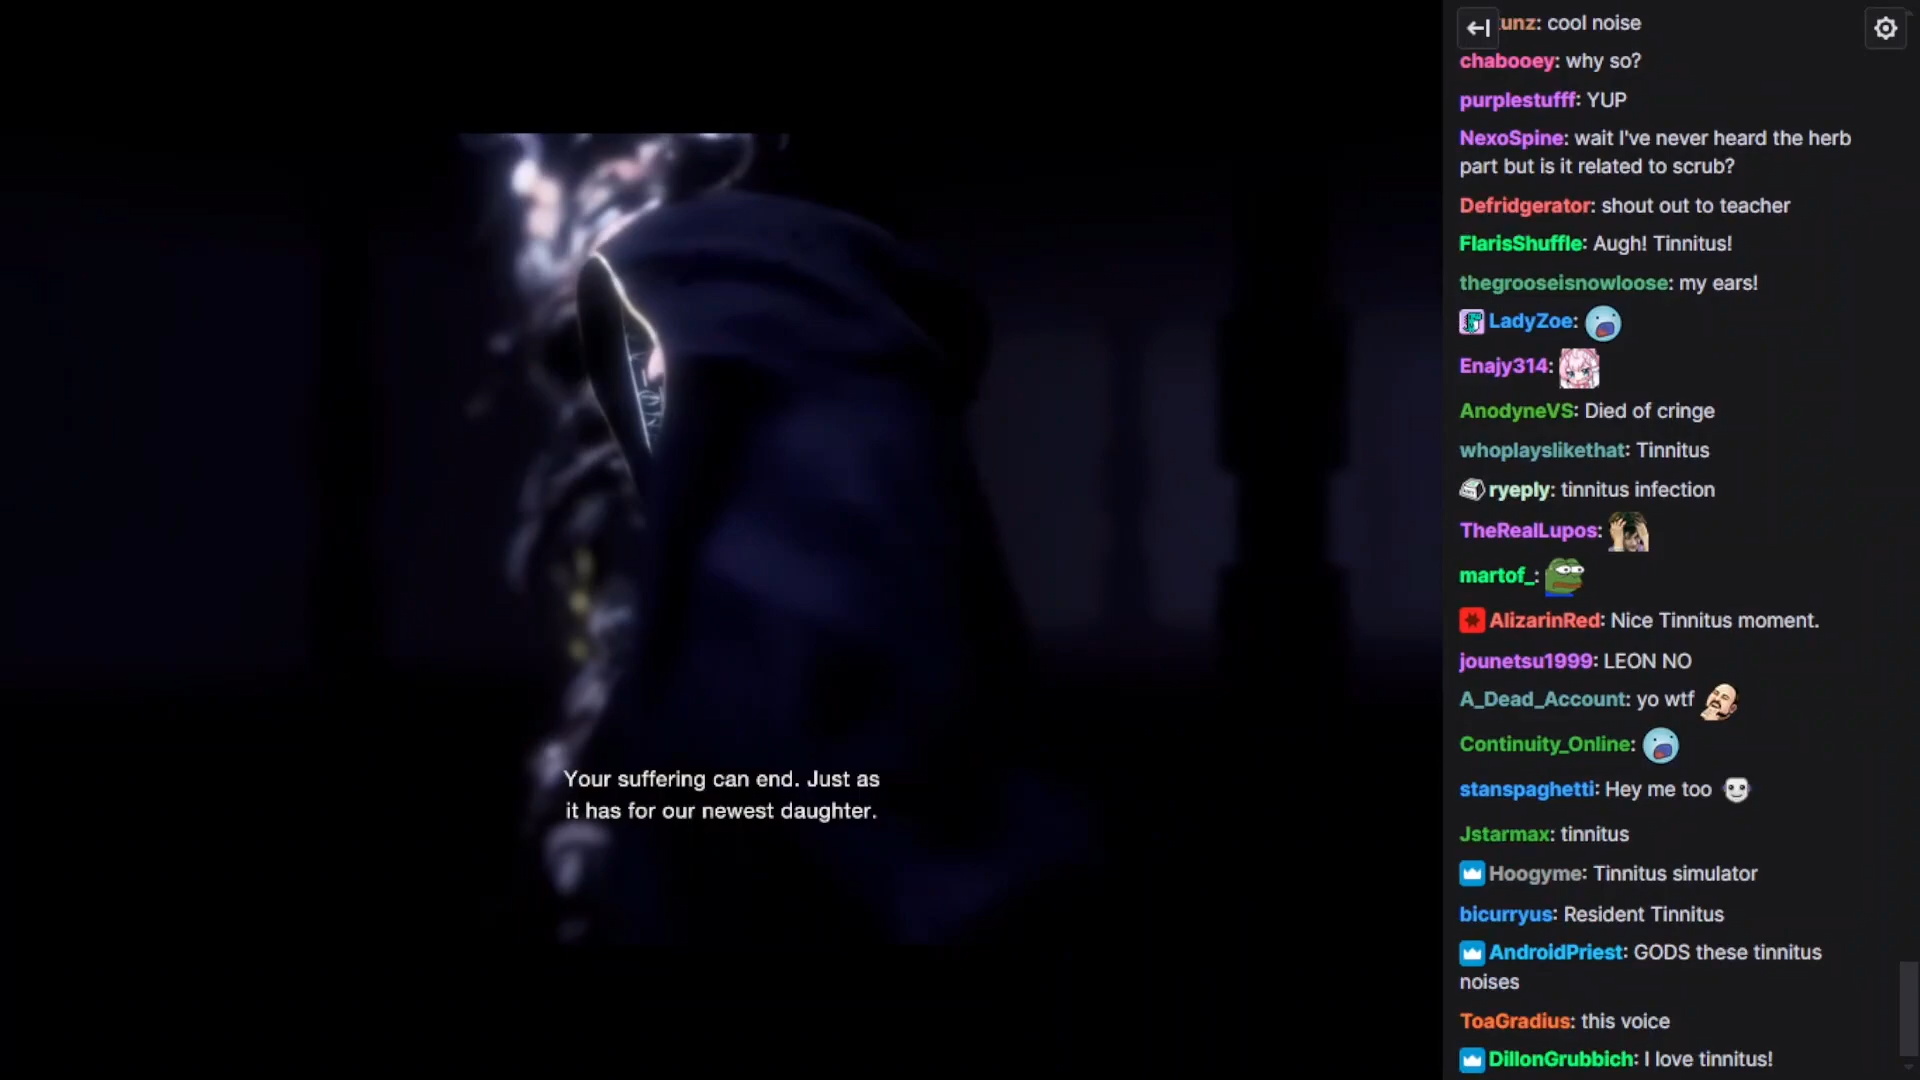 Your suffering can end. Just as
it has for our newest daughter.
unz: cool noise
chabooey: why so?
purplestufff: YUP
NexoSpine: wait I've never heard the herb
part but is it related to scrub?
Defridgerator: shout out to teacher
FlarisShuffle: Augh! Tinnitus!
thegrooseisnowloose: my ears!
LadyZoe:
Enajy314:
AnodyneVS: Died of cringe
whoplayslikethat: Tinnitus
ryeply: tinnitus infection
TheRealLupos:
martof_:
AlizarinRed: Nice Tinnitus moment.
jounetsu1999: LEON NO
A_Dead_Account: yo wtf
Continuity_Online:
stanspaghetti: Hey me too
Jstarmax: tinnitus
Hoogyme: Tinnitus simulator
bicurryus: Resident Tinnitus
AndroidPriest: GODS these tinnitus
noises
ToaGradius: this voice
DillonGrubbich: I love tinnitus!